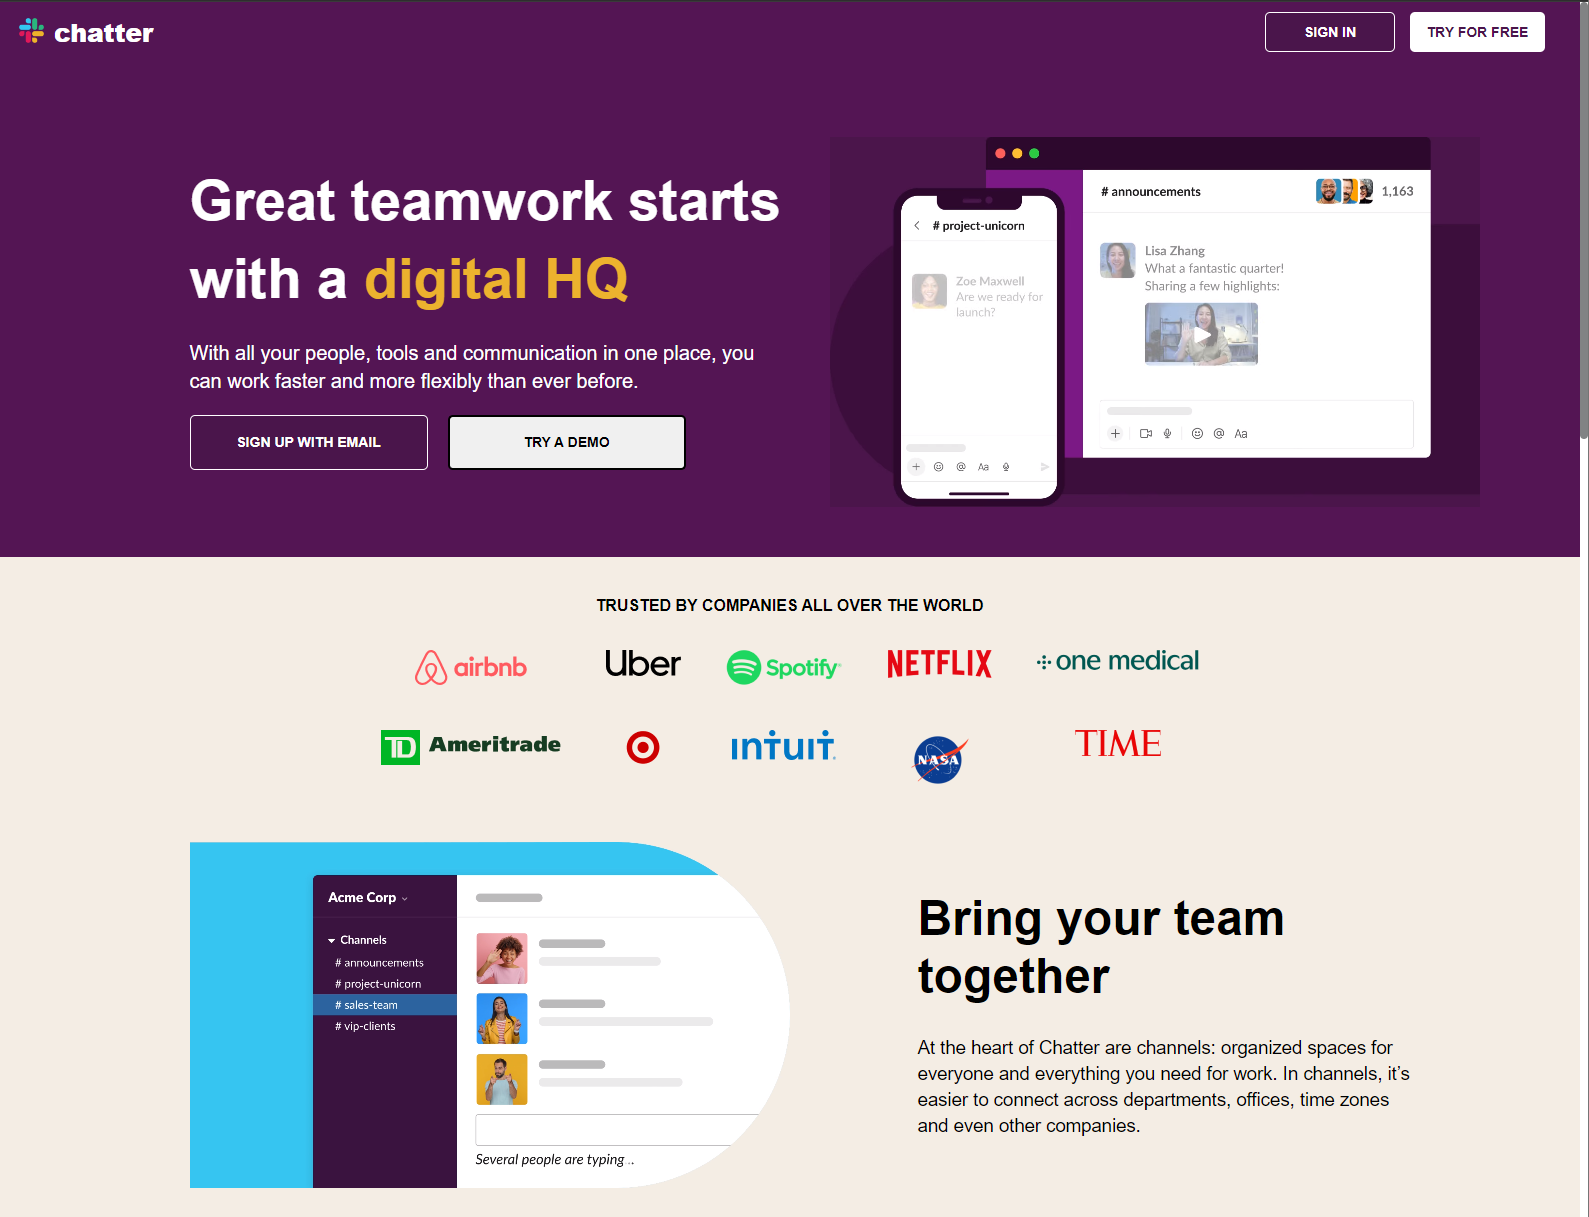 chatter
SIGN IN
TRY FOR FREE
Great teamwork starts
with a digital HQ
With all your people, tools and communication in one place, you
can work faster and more flexibly than ever before.
SIGN UP WITH EMAIL
TRY A DEMO
# announcements
1,163
Lisa Zhang
What a fantastic quarter!
Sharing a few highlights:
Aa
# project-unicorn
Zoe Maxwell
Are we ready for
launch?
Aa
TRUSTED BY COMPANIES ALL OVER THE WORLD
airbnb
Uber
Spotify
NETFLIX
one medical
TD Ameritrade
intuit
NASA
TIME
Acme Corp
Channels
# announcements
# project-unicorn
# sales-team
# vip-clients
Several people are typing ..
Bring your team
together
At the heart of Chatter are channels: organized spaces for
everyone and everything you need for work. In channels, it’s
easier to connect across departments, offices, time zones
and even other companies.